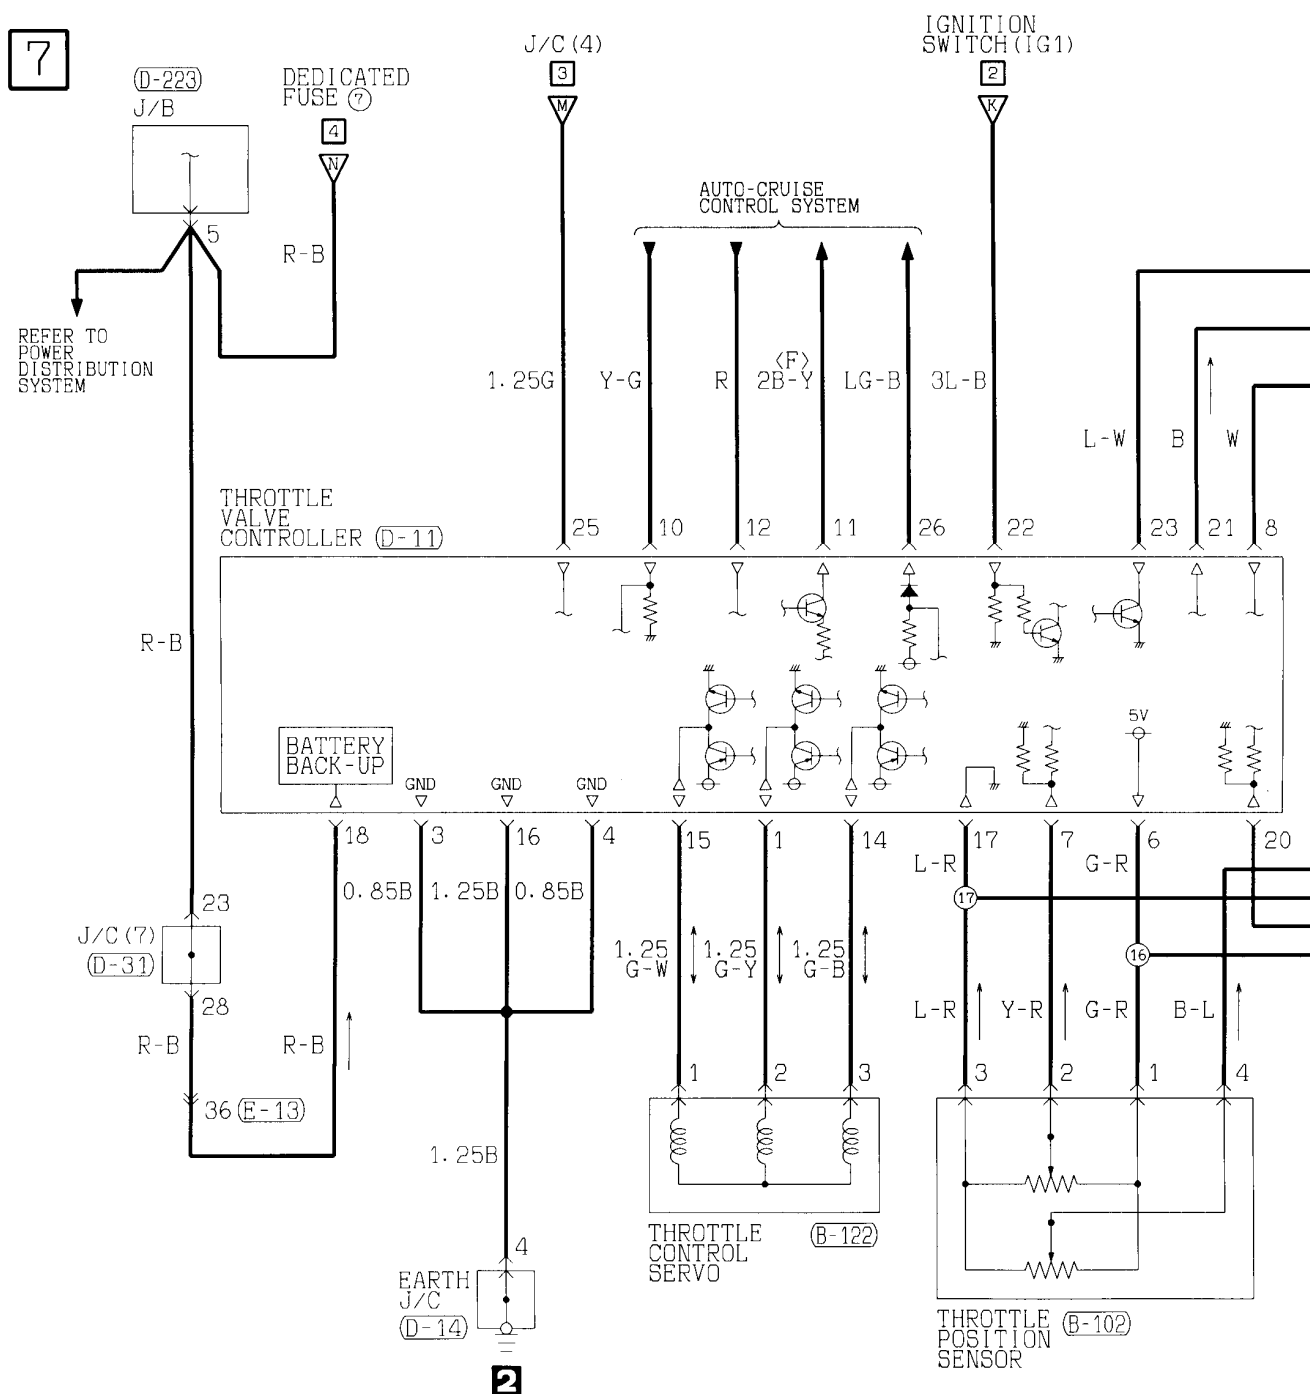 7
J/C(4)
3
M
IGNITION
SWITCH(IG1)
2
K
(D-223)
J/B
DEDICATED
FUSE 7
4
N
5
R-B
AUTO-CRUISE
CONTROL SYSTEM
REFER TO
POWER
DISTRIBUTION
SYSTEM
1.25G
Y-G
R
<F>
2B-Y
LG-B
3L-B
L-W
B
W
THROTTLE
VALVE
CONTROLLER (D-11)
25
10
12
11
26
22
23
21
8
R-B
5V
BATTERY
BACK-UP
GND
GND
GND
18
3
16
4
15
1
14
17
7
6
20
L-R
G-R
0.85B
1.25B
0.85B
17
23
J/C(7)
(D-31)
28
1.25
G-W
1.25
G-Y
1.25
G-B
16
R-B
R-B
L-R
Y-R
G-R
B-L
1
2
3
3
2
1
4
36 (E-13)
1.25B
4
THROTTLE
CONTROL
SERVO
(B-122)
EARTH
J/C
(D-14)
THROTTLE
POSITION
SENSOR
(B-102)
2